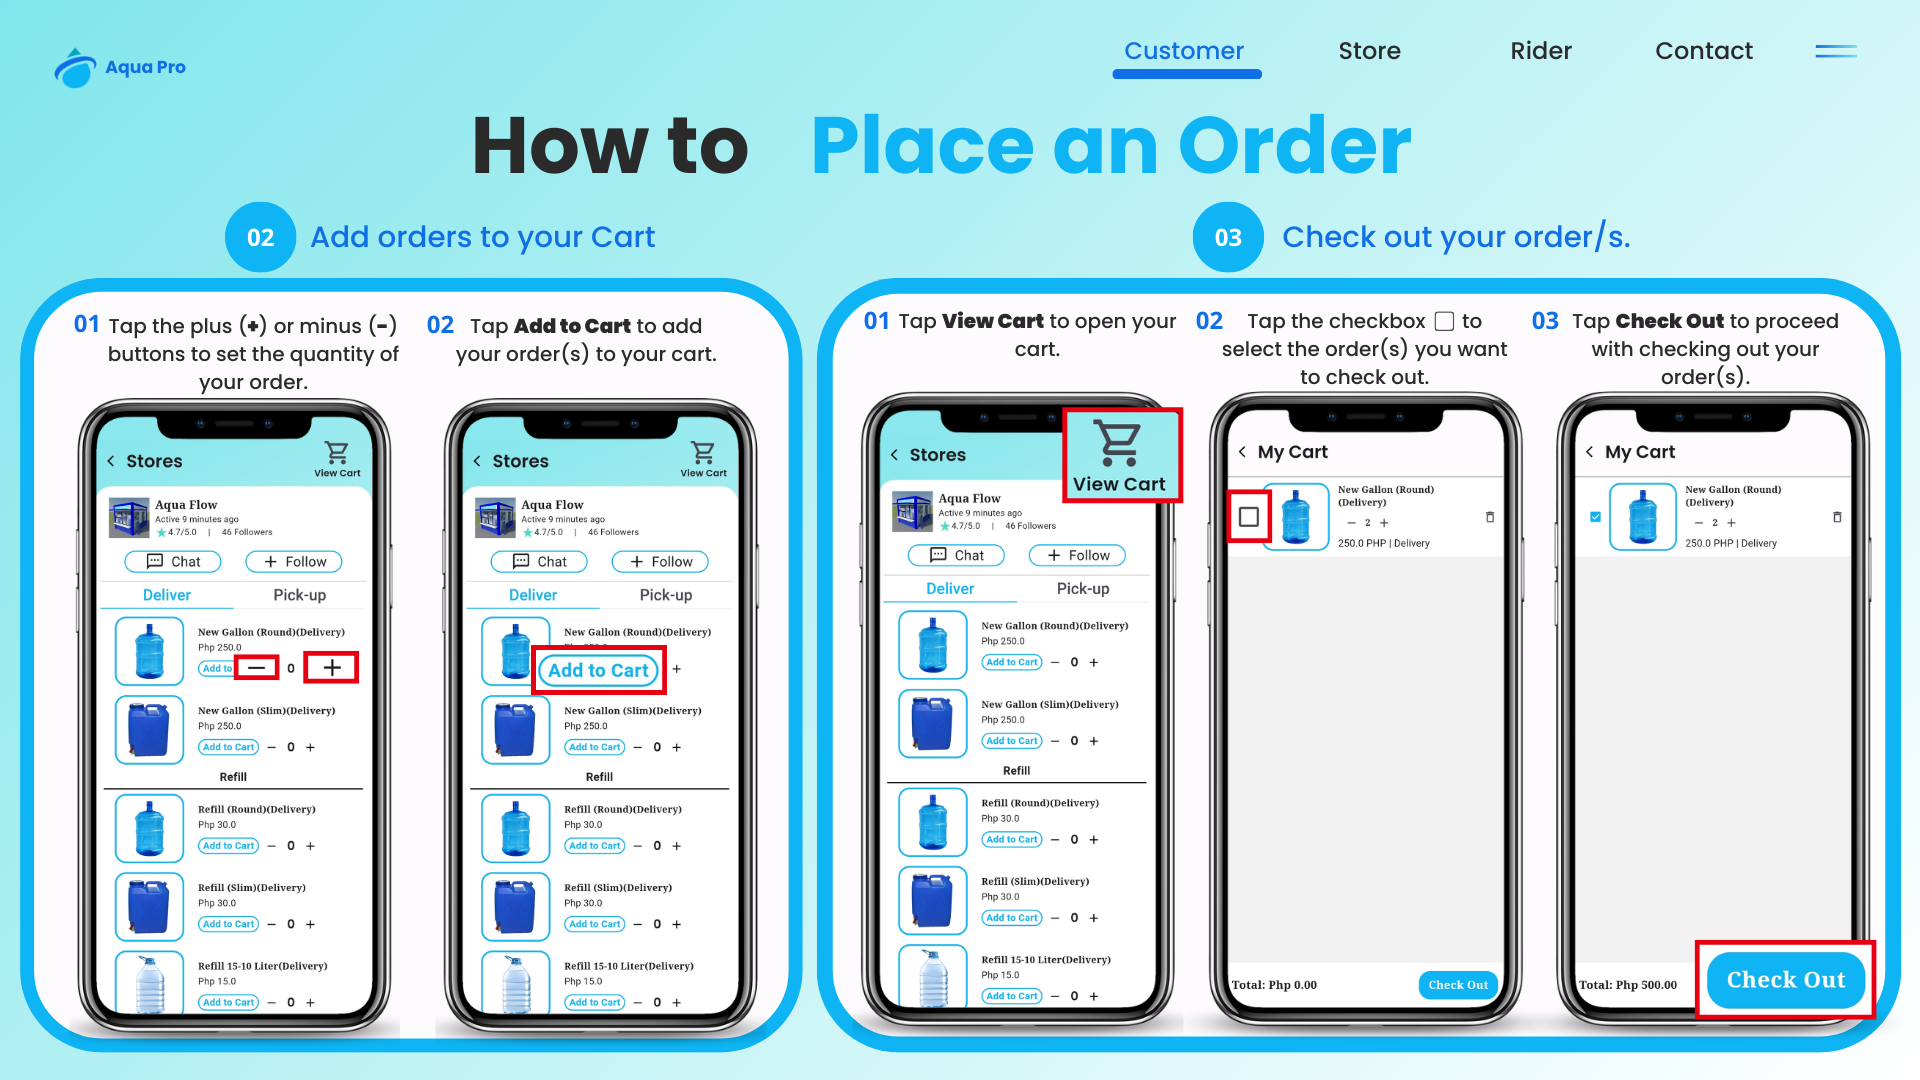 Aqua Pro
Customer
Store
Rider
Contact
How to Place an Order
02
Add orders to your Cart
01 Tap the plus (+) or minus (-)
buttons to set the quantity of
your order.
Stores
View Cart
Aqua Flow
Active 9 minutes ago
4.7/5.0 | 46 Followers
Chat
+ Follow
Deliver
Pick-up
New Gallon (Round)(Delivery)
Php 250.0
Add to
— 0 +
New Gallon (Slim)(Delivery)
Php 250.0
Add to Cart — 0 +
Refill
Refill (Round)(Delivery)
Php 30.0
Add to Cart — 0 +
Refill (Slim)(Delivery)
Php 30.0
Add to Cart — 0 +
Refill 15-10 Liter(Delivery)
Php 15.0
Add to Cart — 0 +
02 Tap Add to Cart to add
your order(s) to your cart.
Stores
View Cart
Aqua Flow
Active 9 minutes ago
4.7/5.0 | 46 Followers
Chat
+ Follow
Deliver
Pick-up
New Gallon (Round)(Delivery)
Add to Cart +
New Gallon (Slim)(Delivery)
Php 250.0
Add to Cart — 0 +
Refill
Refill (Round)(Delivery)
Php 30.0
Add to Cart — 0 +
Refill (Slim)(Delivery)
Php 30.0
Add to Cart — 0 +
Refill 15-10 Liter(Delivery)
Php 15.0
Add to Cart — 0 +
03
Check out your order/s.
01 Tap View Cart to open your
cart.
Stores
View Cart
Aqua Flow
Active 9 minutes ago
4.7/5.0 | 46 Followers
Chat
+ Follow
Deliver
Pick-up
New Gallon (Round)(Delivery)
Php 250.0
Add to Cart — 0 +
New Gallon (Slim)(Delivery)
Php 250.0
Add to Cart — 0 +
Refill
Refill (Round)(Delivery)
Php 30.0
Add to Cart — 0 +
Refill (Slim)(Delivery)
Php 30.0
Add to Cart — 0 +
Refill 15-10 Liter(Delivery)
Php 15.0
Add to Cart — 0 +
02 Tap the checkbox to
select the order(s) you want
to check out.
My Cart
New Gallon (Round)
(Delivery)
— 2 +
250.0 PHP | Delivery
Total: Php 0.00
Check Out
03 Tap Check Out to proceed
with checking out your
order(s).
My Cart
New Gallon (Round)
(Delivery)
— 2 +
250.0 PHP | Delivery
Total: Php 500.00
Check Out